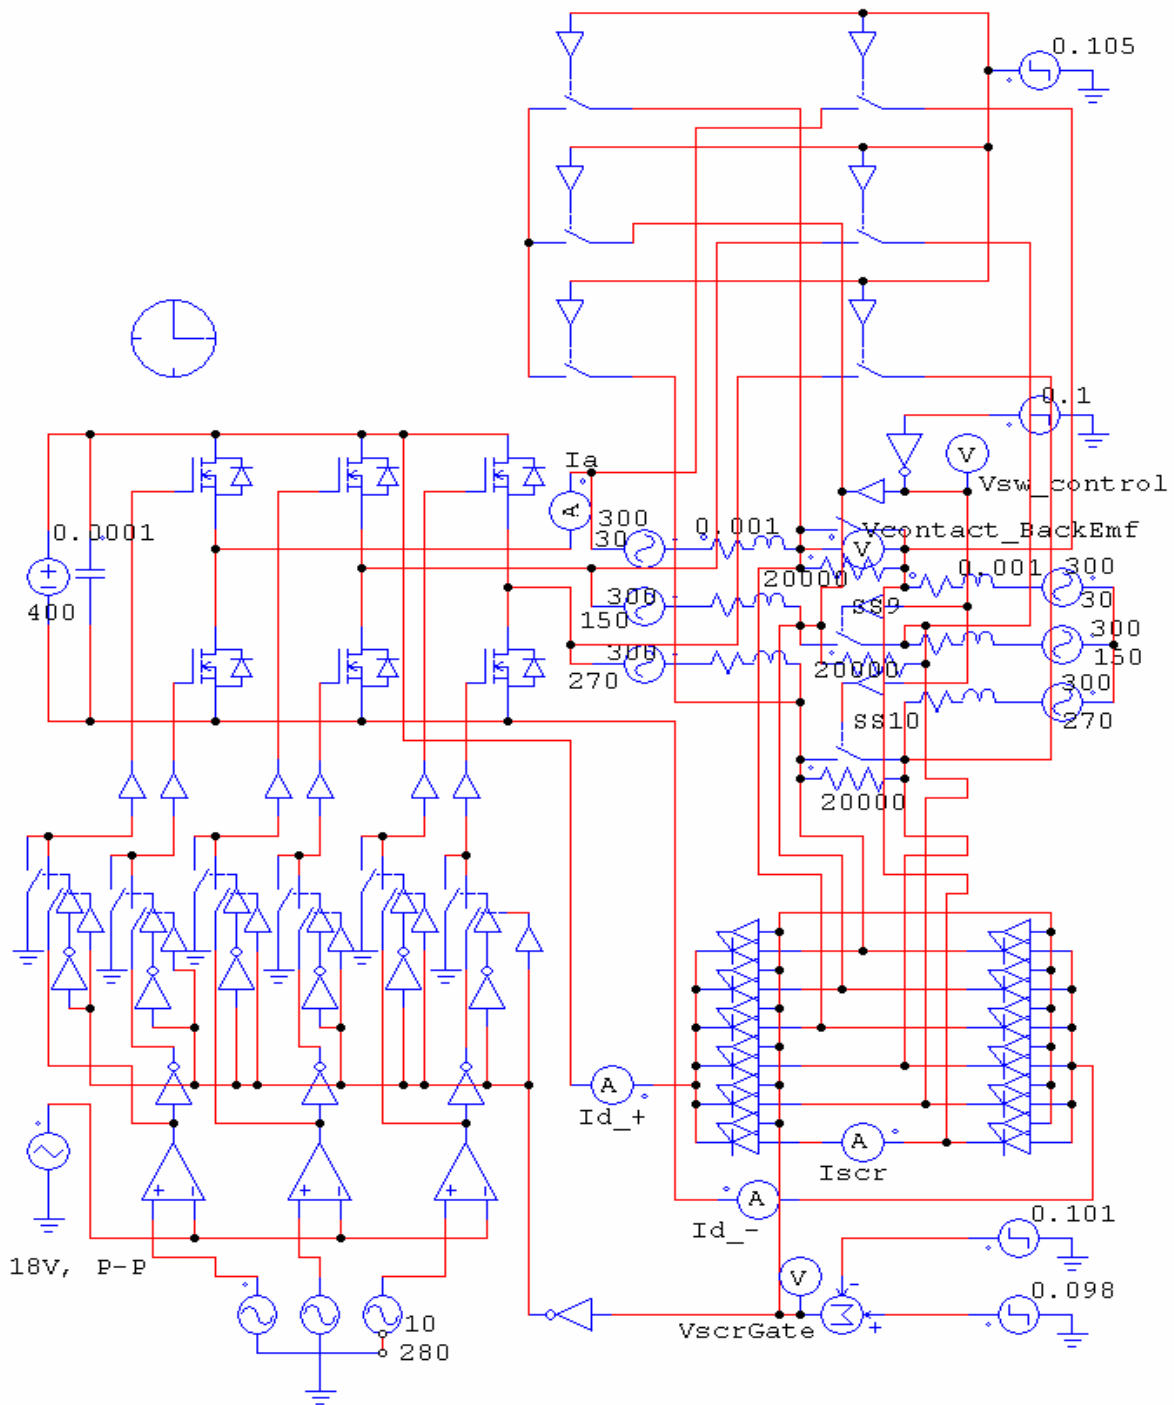 0.105
0.1
Ia
Vsw_control
0.0001
300
30
0.001
Vcontact_BackEmf
20000
0.001
300
30
400
300
150
SS9
300
150
300
270
20000
300
270
SS10
20000
A
A
Id_+
A
Iscr
A
Id_-
0.101
18V, P-P
V
0.098
VscrGate
10
280
V
V
+
-
+
-
+
-
-
+
Σ